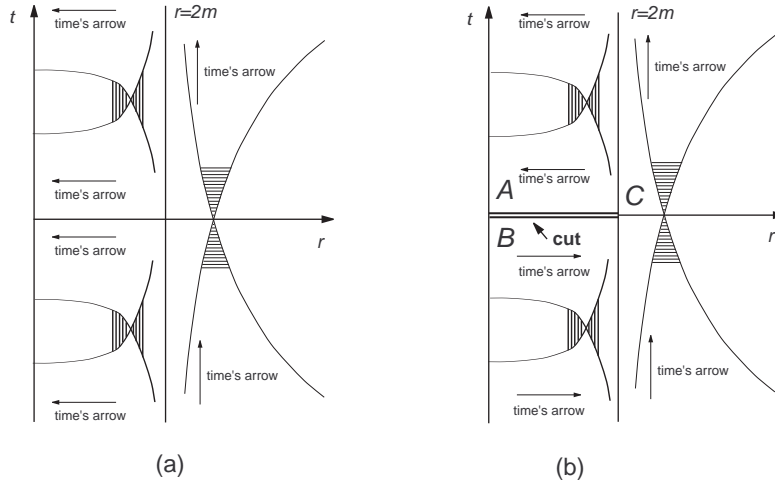 t
r=2m
time's arrow
time's arrow
time's arrow
r
time's arrow
time's arrow
time's arrow
(a)
t
r=2m
time's arrow
time's arrow
time's arrow
A
C
B
cut
r
time's arrow
time's arrow
time's arrow
(b)